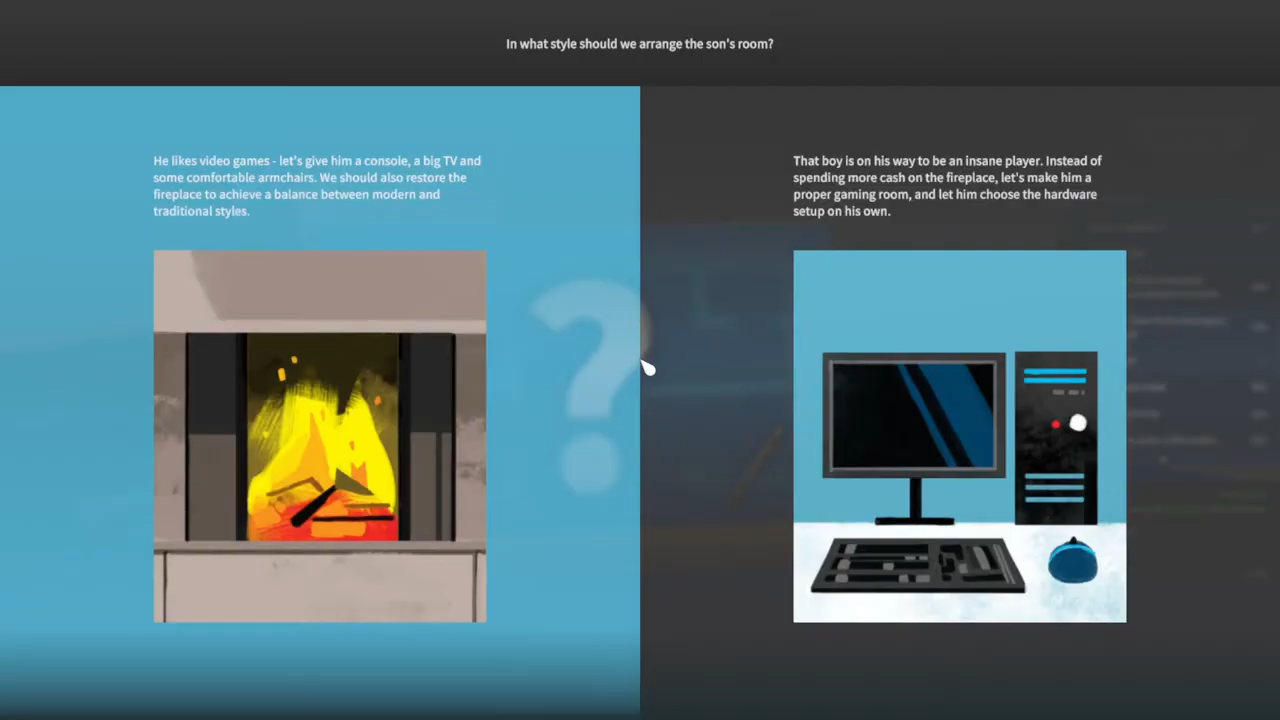 In what style should we arrange the son's room?
He likes video games - let's give him a console, a big TV and
some comfortable armchairs. We should also restore the
fireplace to achieve a balance between modern and
traditional styles.
That boy is on his way to be an insane player. Instead of
spending more cash on the fireplace, let's make him a
proper gaming room, and let him choose the hardware
setup on his own.
?